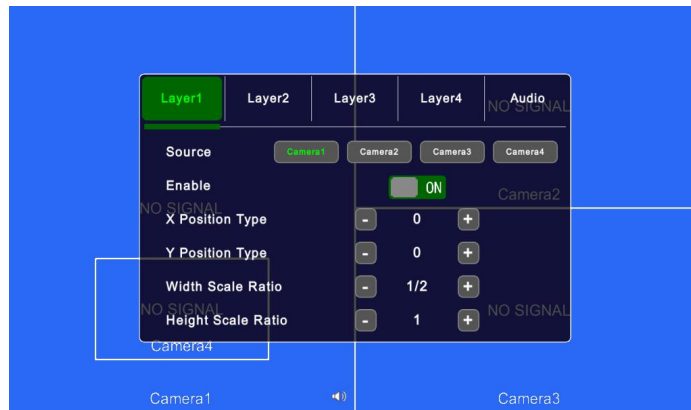 Layer1 Layer2 Layer3 Layer4 Audio
NO SIGNAL
Source Camera1 Camera2 Camera3 Camera4
Enable ON
Camera2
NO SIGNAL
X Position Type - 0 +
Y Position Type - 0 +
Width Scale Ratio - 1/2 +
NO SIGNAL NO SIGNAL
Height Scale Ratio - 1 +
Camera4
Camera1 Camera3